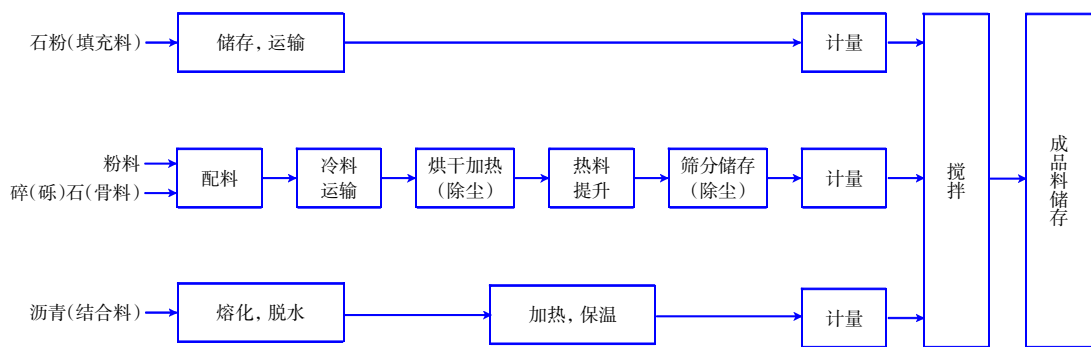 石粉(填充料)
储存, 运输
计量
粉料
碎(砾)石(骨料)
配料
冷料
运输
烘干加热
(除尘)
热料
提升
筛分储存
(除尘)
计量
沥青(结合料)
熔化, 脱水
加热, 保温
计量
搅拌
成品料储存